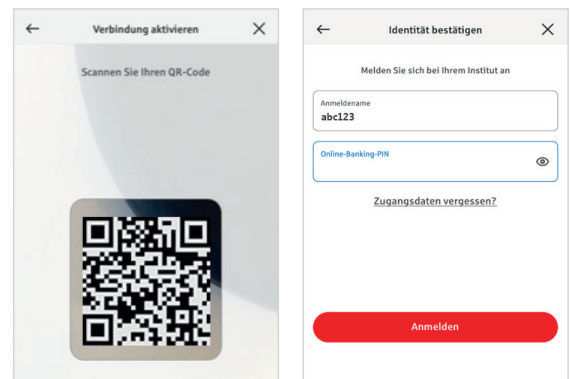 Verbindung aktivieren
Scannen Sie Ihren QR-Code
Identität bestätigen
Melden Sie sich bei Ihrem Institut an
Anmeldename
abc123
Online-Banking-PIN
Zugangsdaten vergessen?
Anmelden